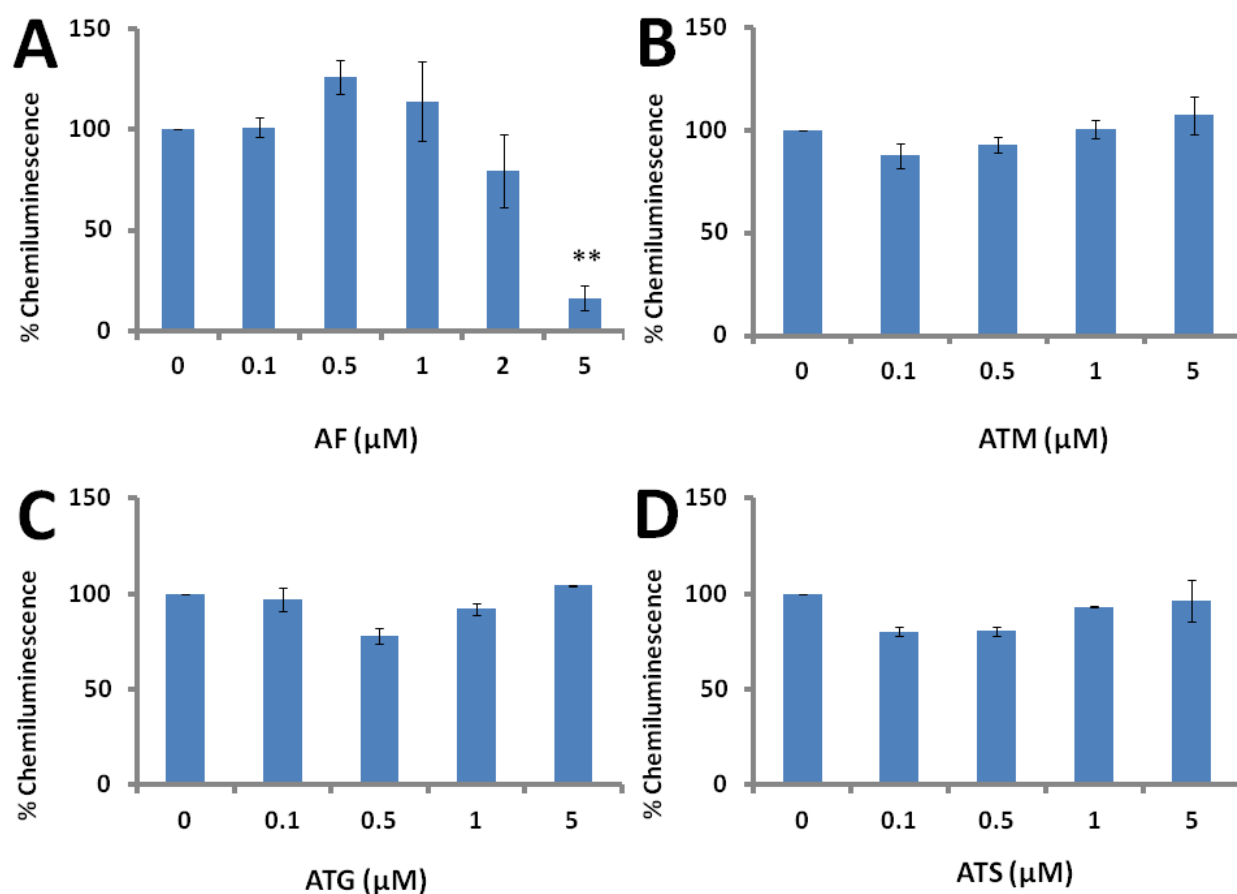 A
% Chemiluminescence
150
100
50
0
**
0 0.1 0.5 1 2 5
AF (µM)
B
% Chemiluminescence
150
100
50
0
0 0.1 0.5 1 5
ATM (µM)
C
% Chemiluminescence
150
100
50
0
0 0.1 0.5 1 5
ATG (µM)
D
% Chemiluminescence
150
100
50
0
0 0.1 0.5 1 5
ATS (µM)